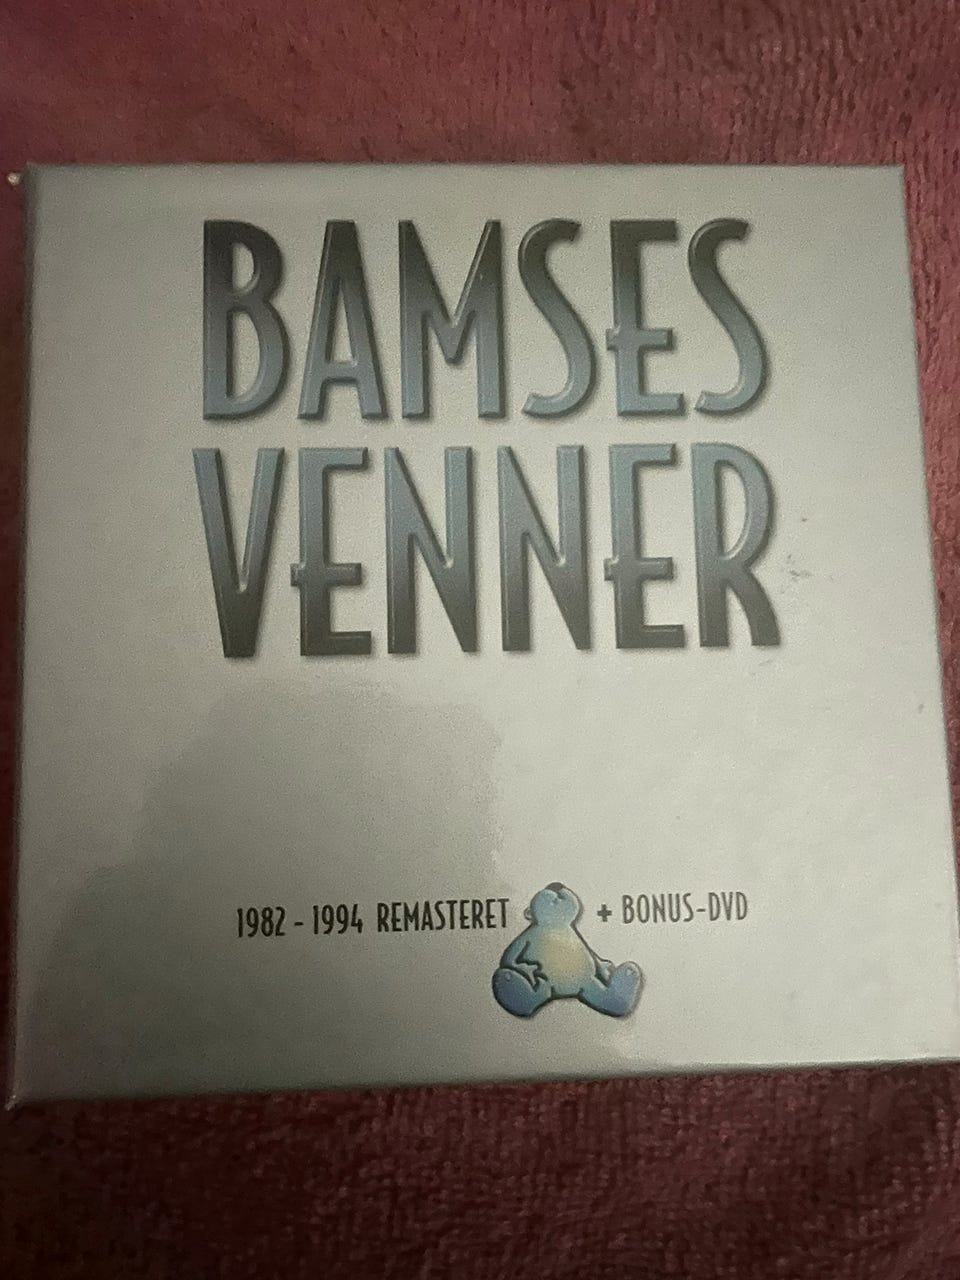 BAMSES
VENNER
1982 - 1994 REMASTERET + BONUS-DVD